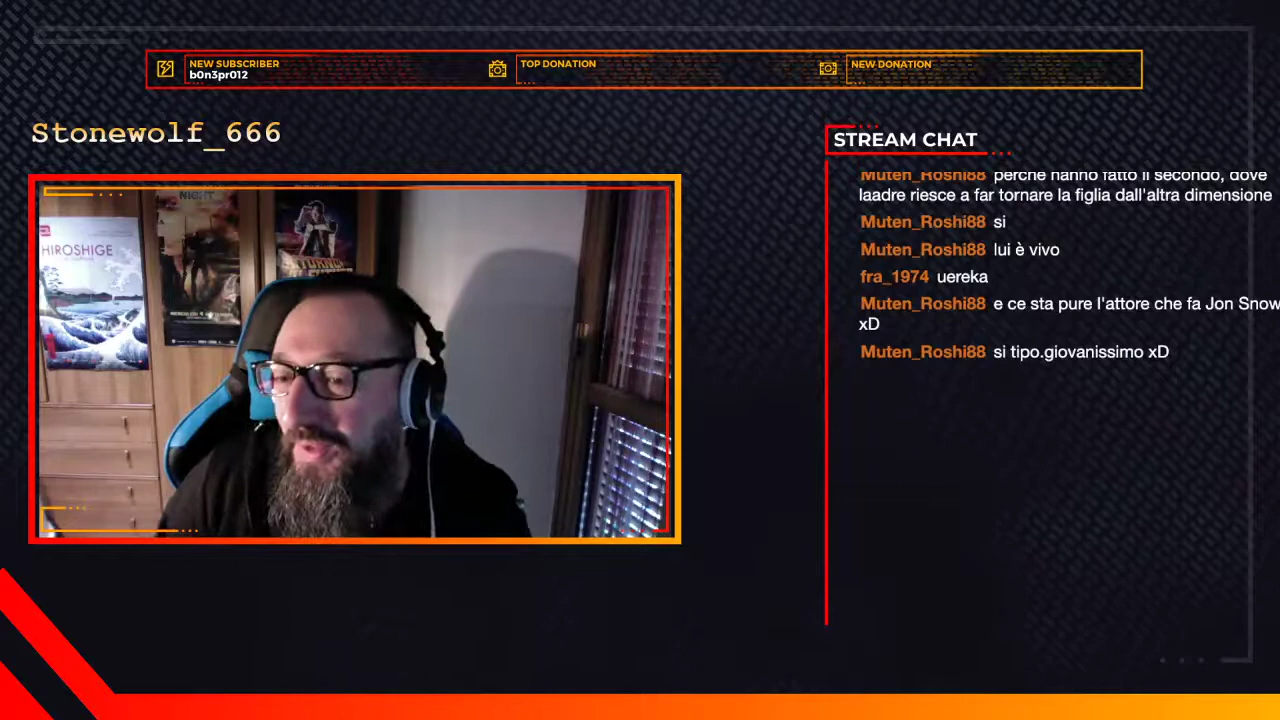 NEW SUBSCRIBER
b0n3pr012
TOP DONATION
NEW DONATION
Stonewolf_666
STREAM CHAT
Muten_Roshi88 perchè hanno fatto il secondo, dove
laadre riesce a far tornare la figlia dall'altra dimensione
Muten_Roshi88 si
Muten_Roshi88 lui è vivo
fra_1974 uereka
Muten_Roshi88 e ce sta pure l'attore che fa Jon Snow
xD
Muten_Roshi88 si tipo.giovanissimo xD
HIROSHIGE
NIGHT